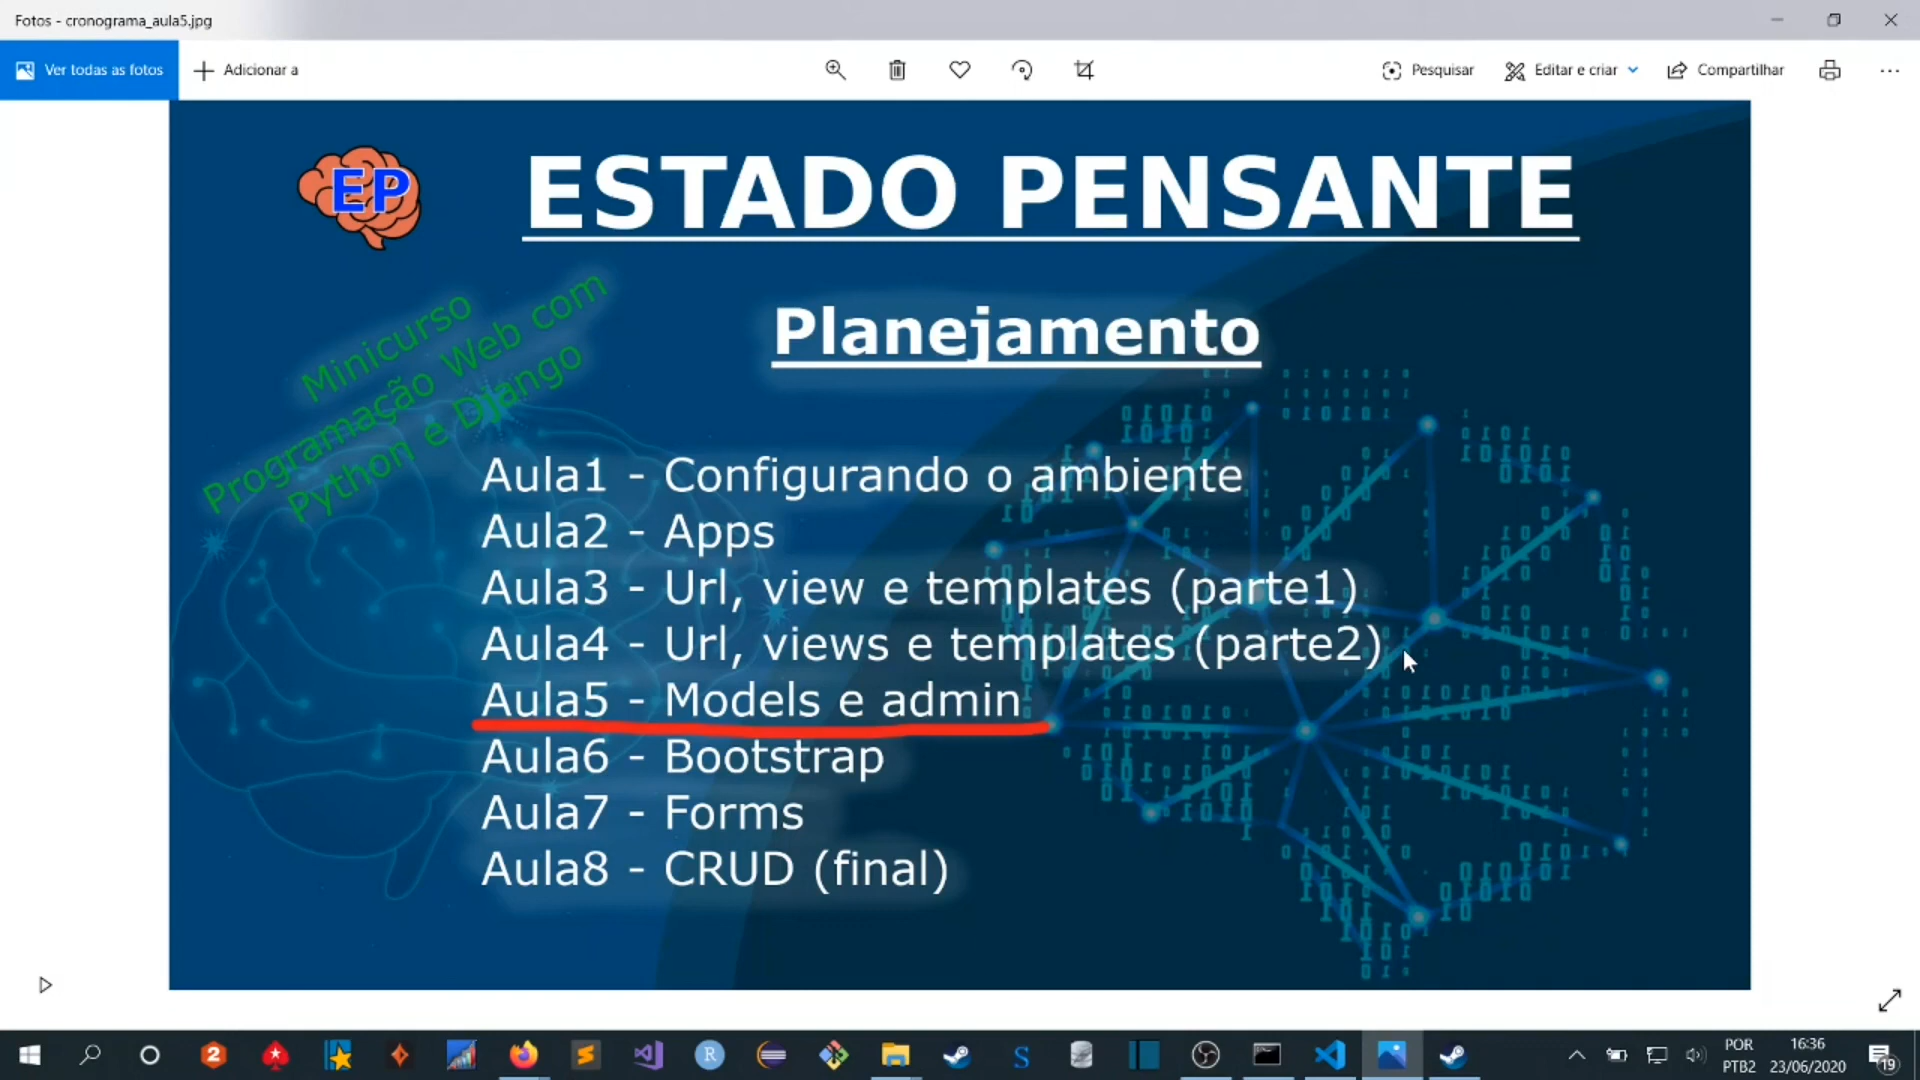 Fotos - cronograma_aula5.jpg
Ver todas as fotos
Adicionar a
Pesquisar
Editar e criar
Compartilhar
EP
ESTADO PENSANTE
Minicurso
Programação Web com
Python e Django
Planejamento
Aula1 - Configurando o ambiente
Aula2 - Apps
Aula3 - Url, view e templates (parte1)
Aula4 - Url, views e templates (parte2)
Aula5 - Models e admin
Aula6 - Bootstrap
Aula7 - Forms
Aula8 - CRUD (final)
POR
PTB2
16:36
23/06/2020
19